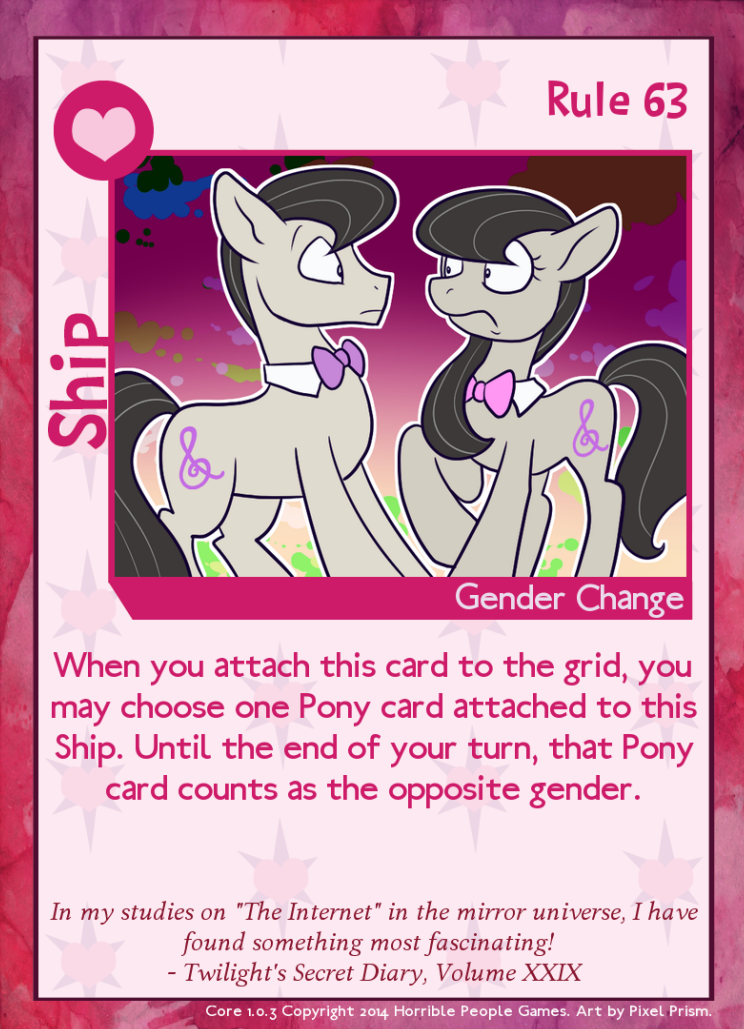 Rule 63
Ship
Gender Change
When you attach this card to the grid, you
may choose one Pony card attached to this
Ship. Until the end of your turn, that Pony
card counts as the opposite gender.
In my studies on "The Internet" in the mirror universe, I have
found something most fascinating!
- Twilight's Secret Diary, Volume XXIX
Core 1.0.3 Copyright 2014 Horrible People Games. Art by Pixel Prism.